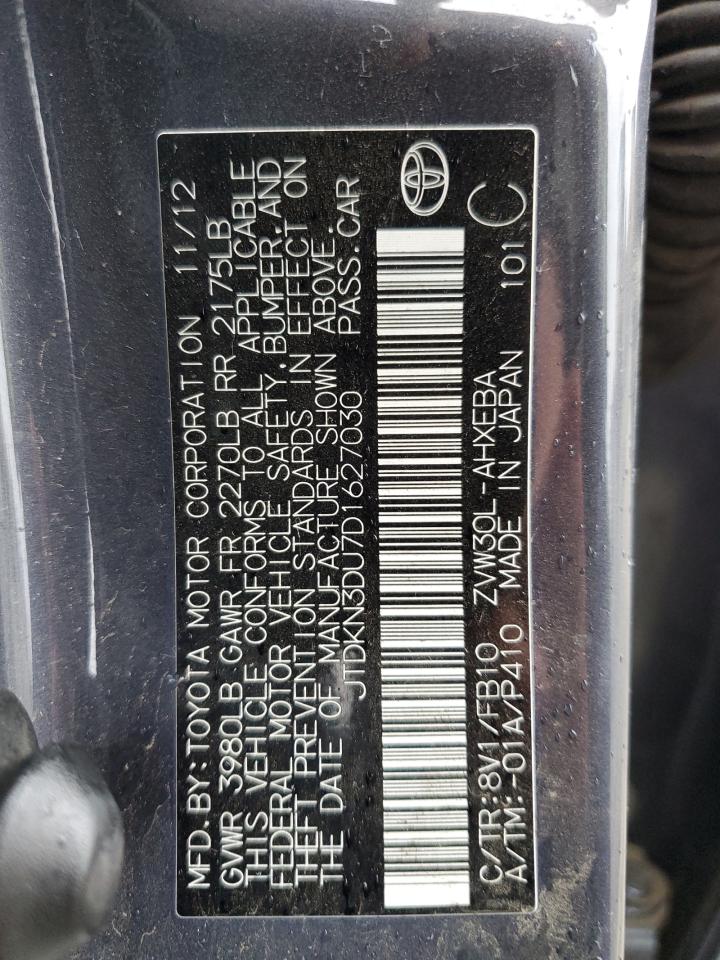 MFD.BY:TOYOTA MOTOR CORPORATION 11/12
GVWR 3980LB GAWR FR 2270LB RR 2175LB
THIS VEHICLE CONFORMS TO ALL APPLICABLE
FEDERAL MOTOR VEHICLE SAFETY,BUMPER,AND
THEFT PREVENTION STANDARDS IN EFFECT ON
THE DATE OF MANUFACTURE SHOWN ABOVE.
JTDKN3DU7D1627030 PASS.CAR
C/TR:8V1/FB10 ZVW30L-AHXEBA C
A/TM:-01A/P410 MADE IN JAPAN 101